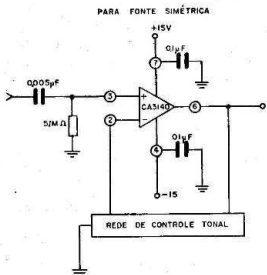 PARA FONTE SIMÉTRICA
+15V
0,1µF
0,005µF
7
3
+
CA3140
6
2
−
5,1MΩ
4
0,1µF
−15
REDE DE CONTROLE TONAL